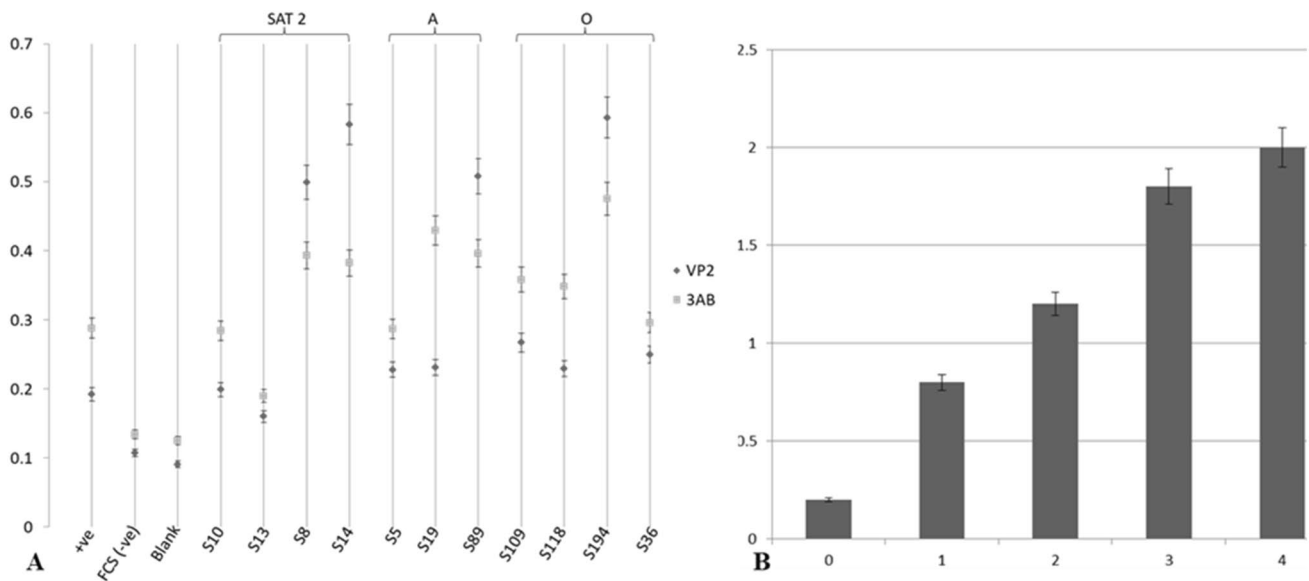 SAT 2
A
O
0.7
0.6
0.5
0.4
0.3
0.2
0.1
0
+ve
FCS (-ve)
Blank
S10
S13
S8
S14
S5
S19
S89
S109
S118
S194
S36
VP2
3AB
A
2.5
2
1.5
1
0.5
0
0
1
2
3
4
B